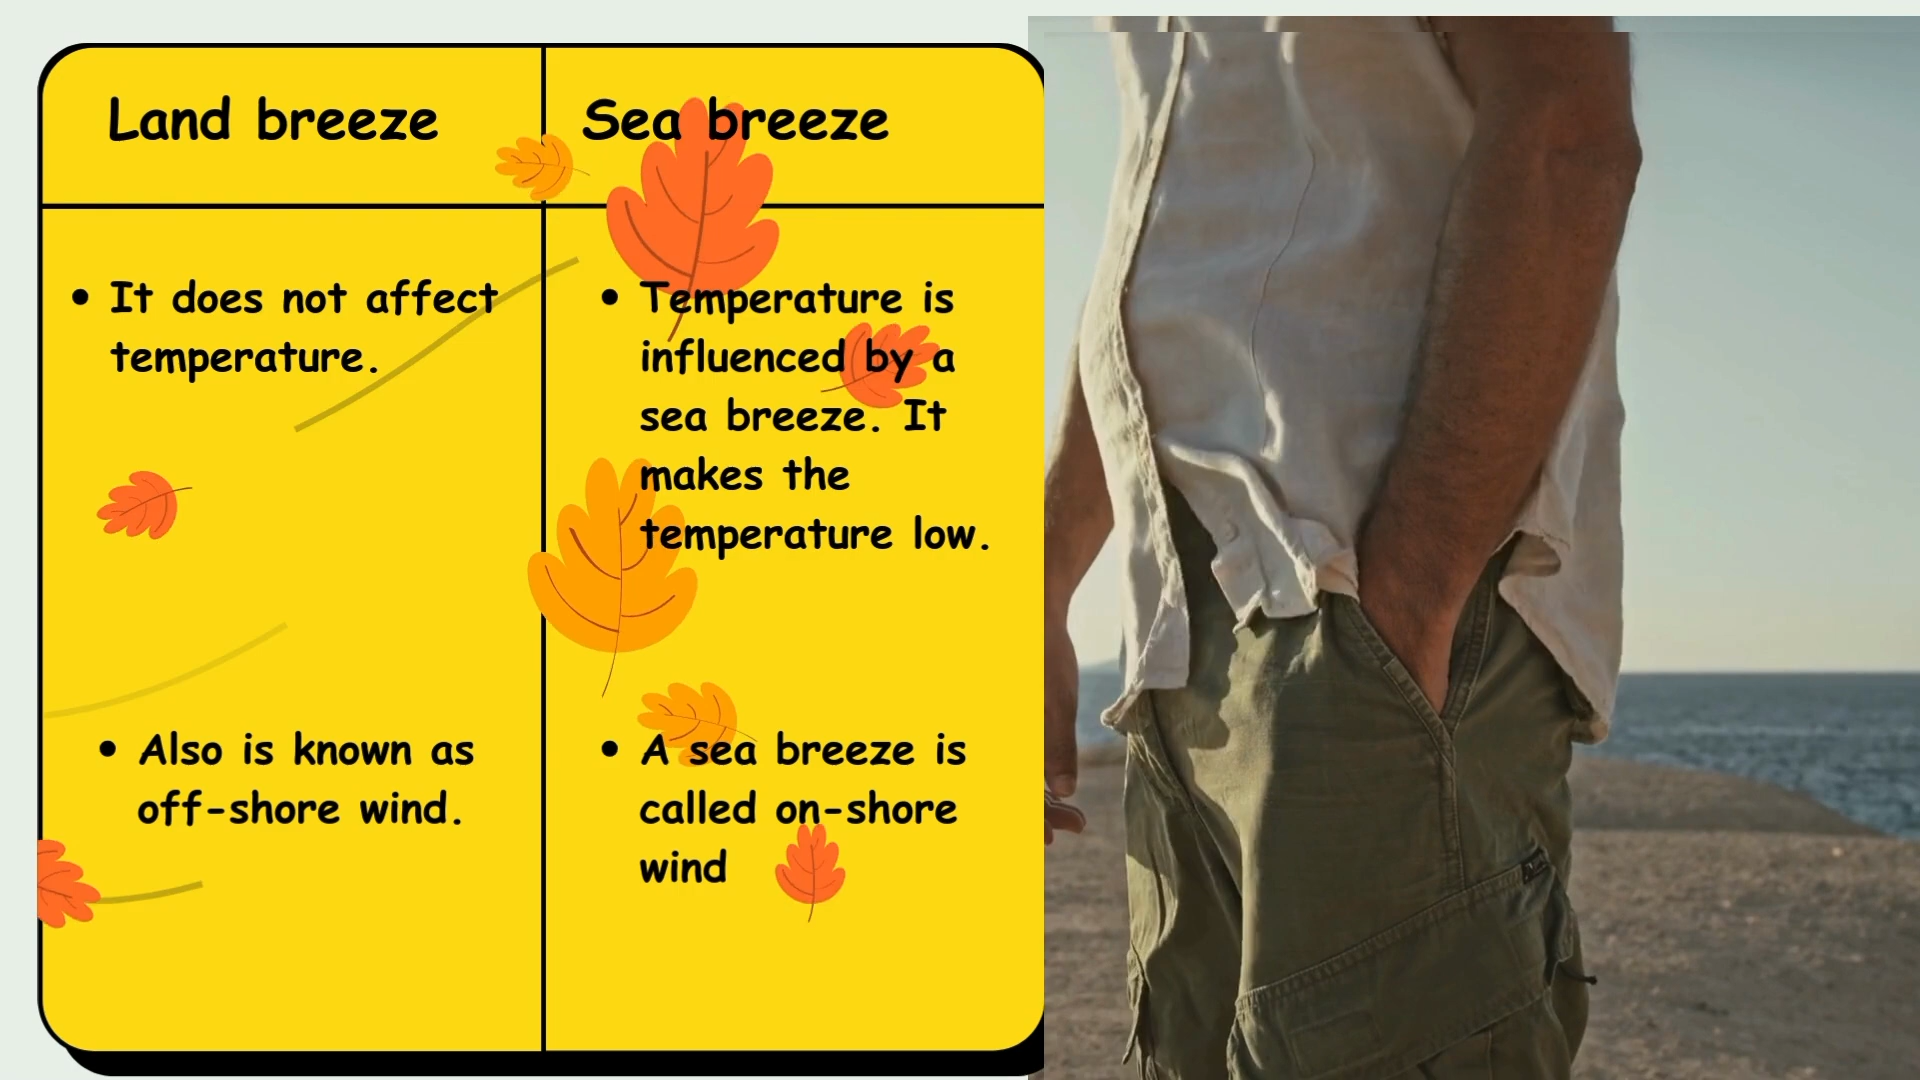 Land breeze
Sea breeze
• It does not affect
temperature.
• Temperature is
influenced by a
sea breeze. It
makes the
temperature low.
• Also is known as
off-shore wind.
• A sea breeze is
called on-shore
wind